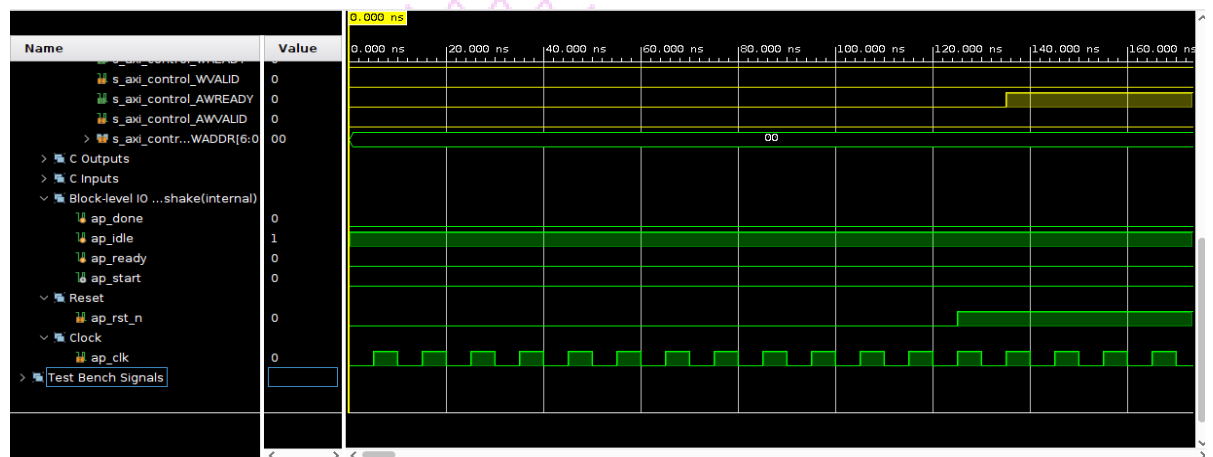 0.000 ns
Name Value 0.000 ns 20.000 ns 40.000 ns 60.000 ns 80.000 ns 100.000 ns 120.000 ns 140.000 ns 160.000 ns
s_axi_control_WVALID 0
s_axi_control_AWREADY 0
s_axi_control_AWVALID 0
s_axi_contr...WADDR[6:0 00 00
C Outputs
C Inputs
Block-level IO ...shake(internal)
ap_done 0
ap_idle 1
ap_ready 0
ap_start 0
Reset
ap_rst_n 0
Clock
ap_clk 0
Test Bench Signals